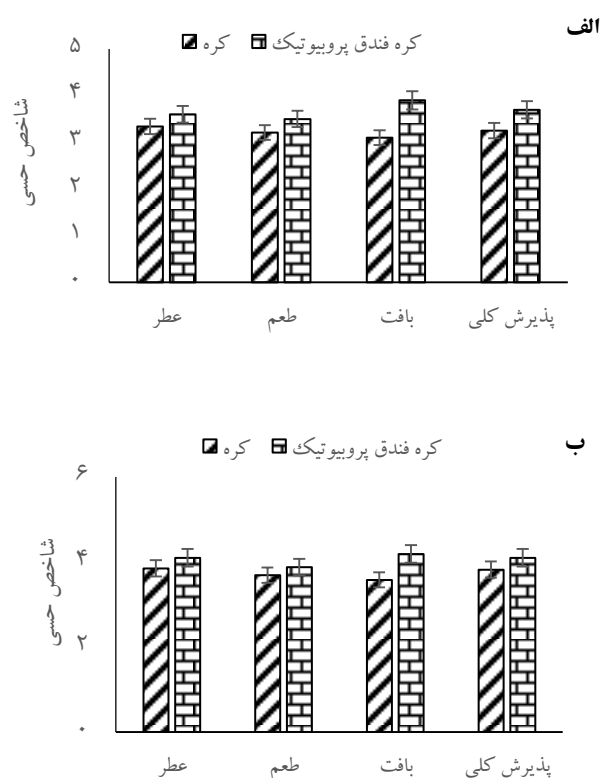 الف
کره کره فندق پروبیوتیک
شاخص حسی
۵
۴
۳
۲
۱
۰
عطر طعم بافت پذیرش کلی
ب
کره کره فندق پروبیوتیک
شاخص حسی
۶
۴
۲
۰
عطر طعم بافت پذیرش کلی